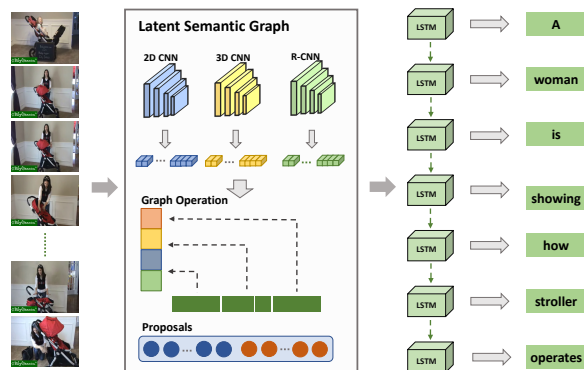 Latent Semantic Graph
2D CNN
3D CNN
R-CNN
Graph Operation
Proposals
LSTM
A
LSTM
woman
LSTM
is
LSTM
showing
LSTM
how
LSTM
stroller
LSTM
operates